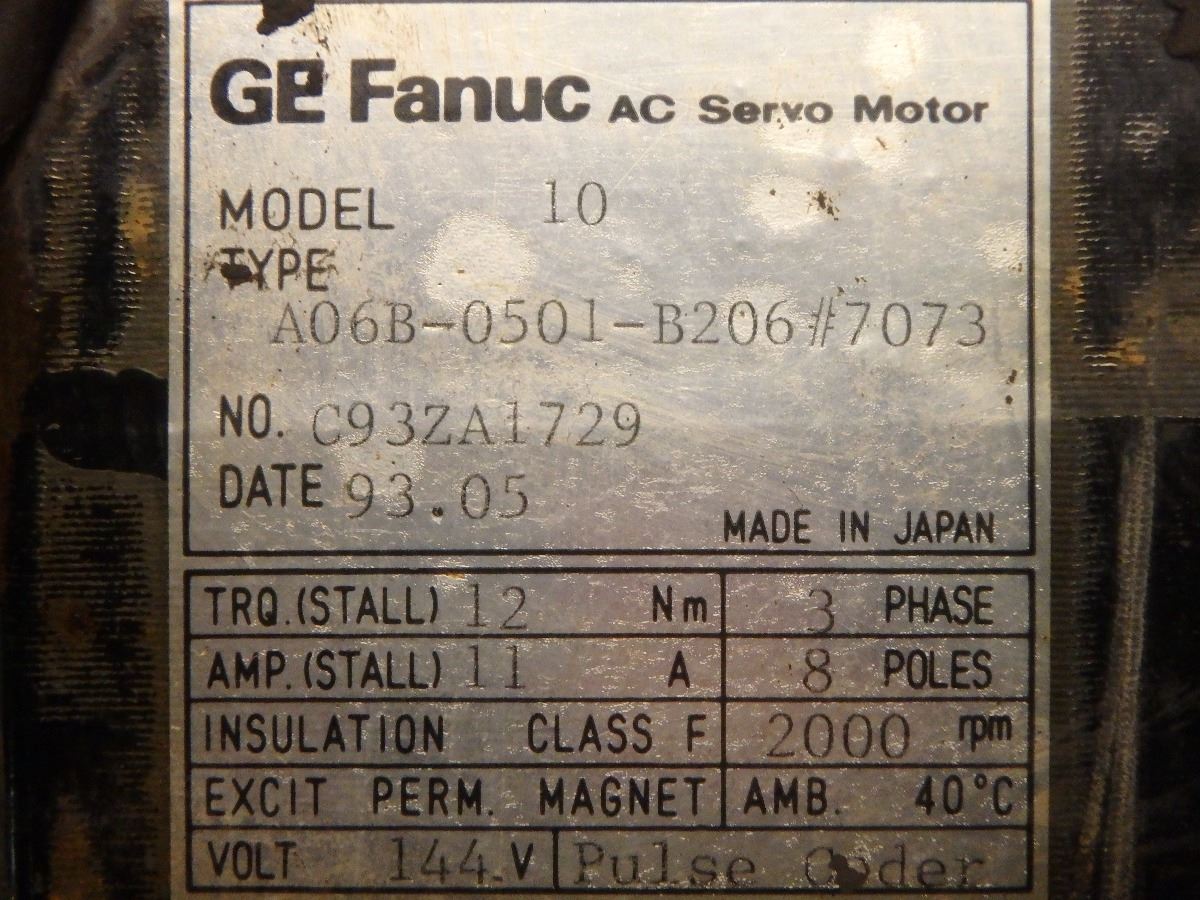 GE Fanuc AC Servo Motor
MODEL 10
TYPE
A06B-0501-B206#7073
NO. C93ZA1729
DATE 93.05
MADE IN JAPAN
TRQ.(STALL) 12 Nm 3 PHASE
AMP.(STALL) 11 A 8 POLES
INSULATION CLASS F 2000 rpm
EXCIT PERM. MAGNET AMB. 40°C
VOLT 144 V Pulse Coder